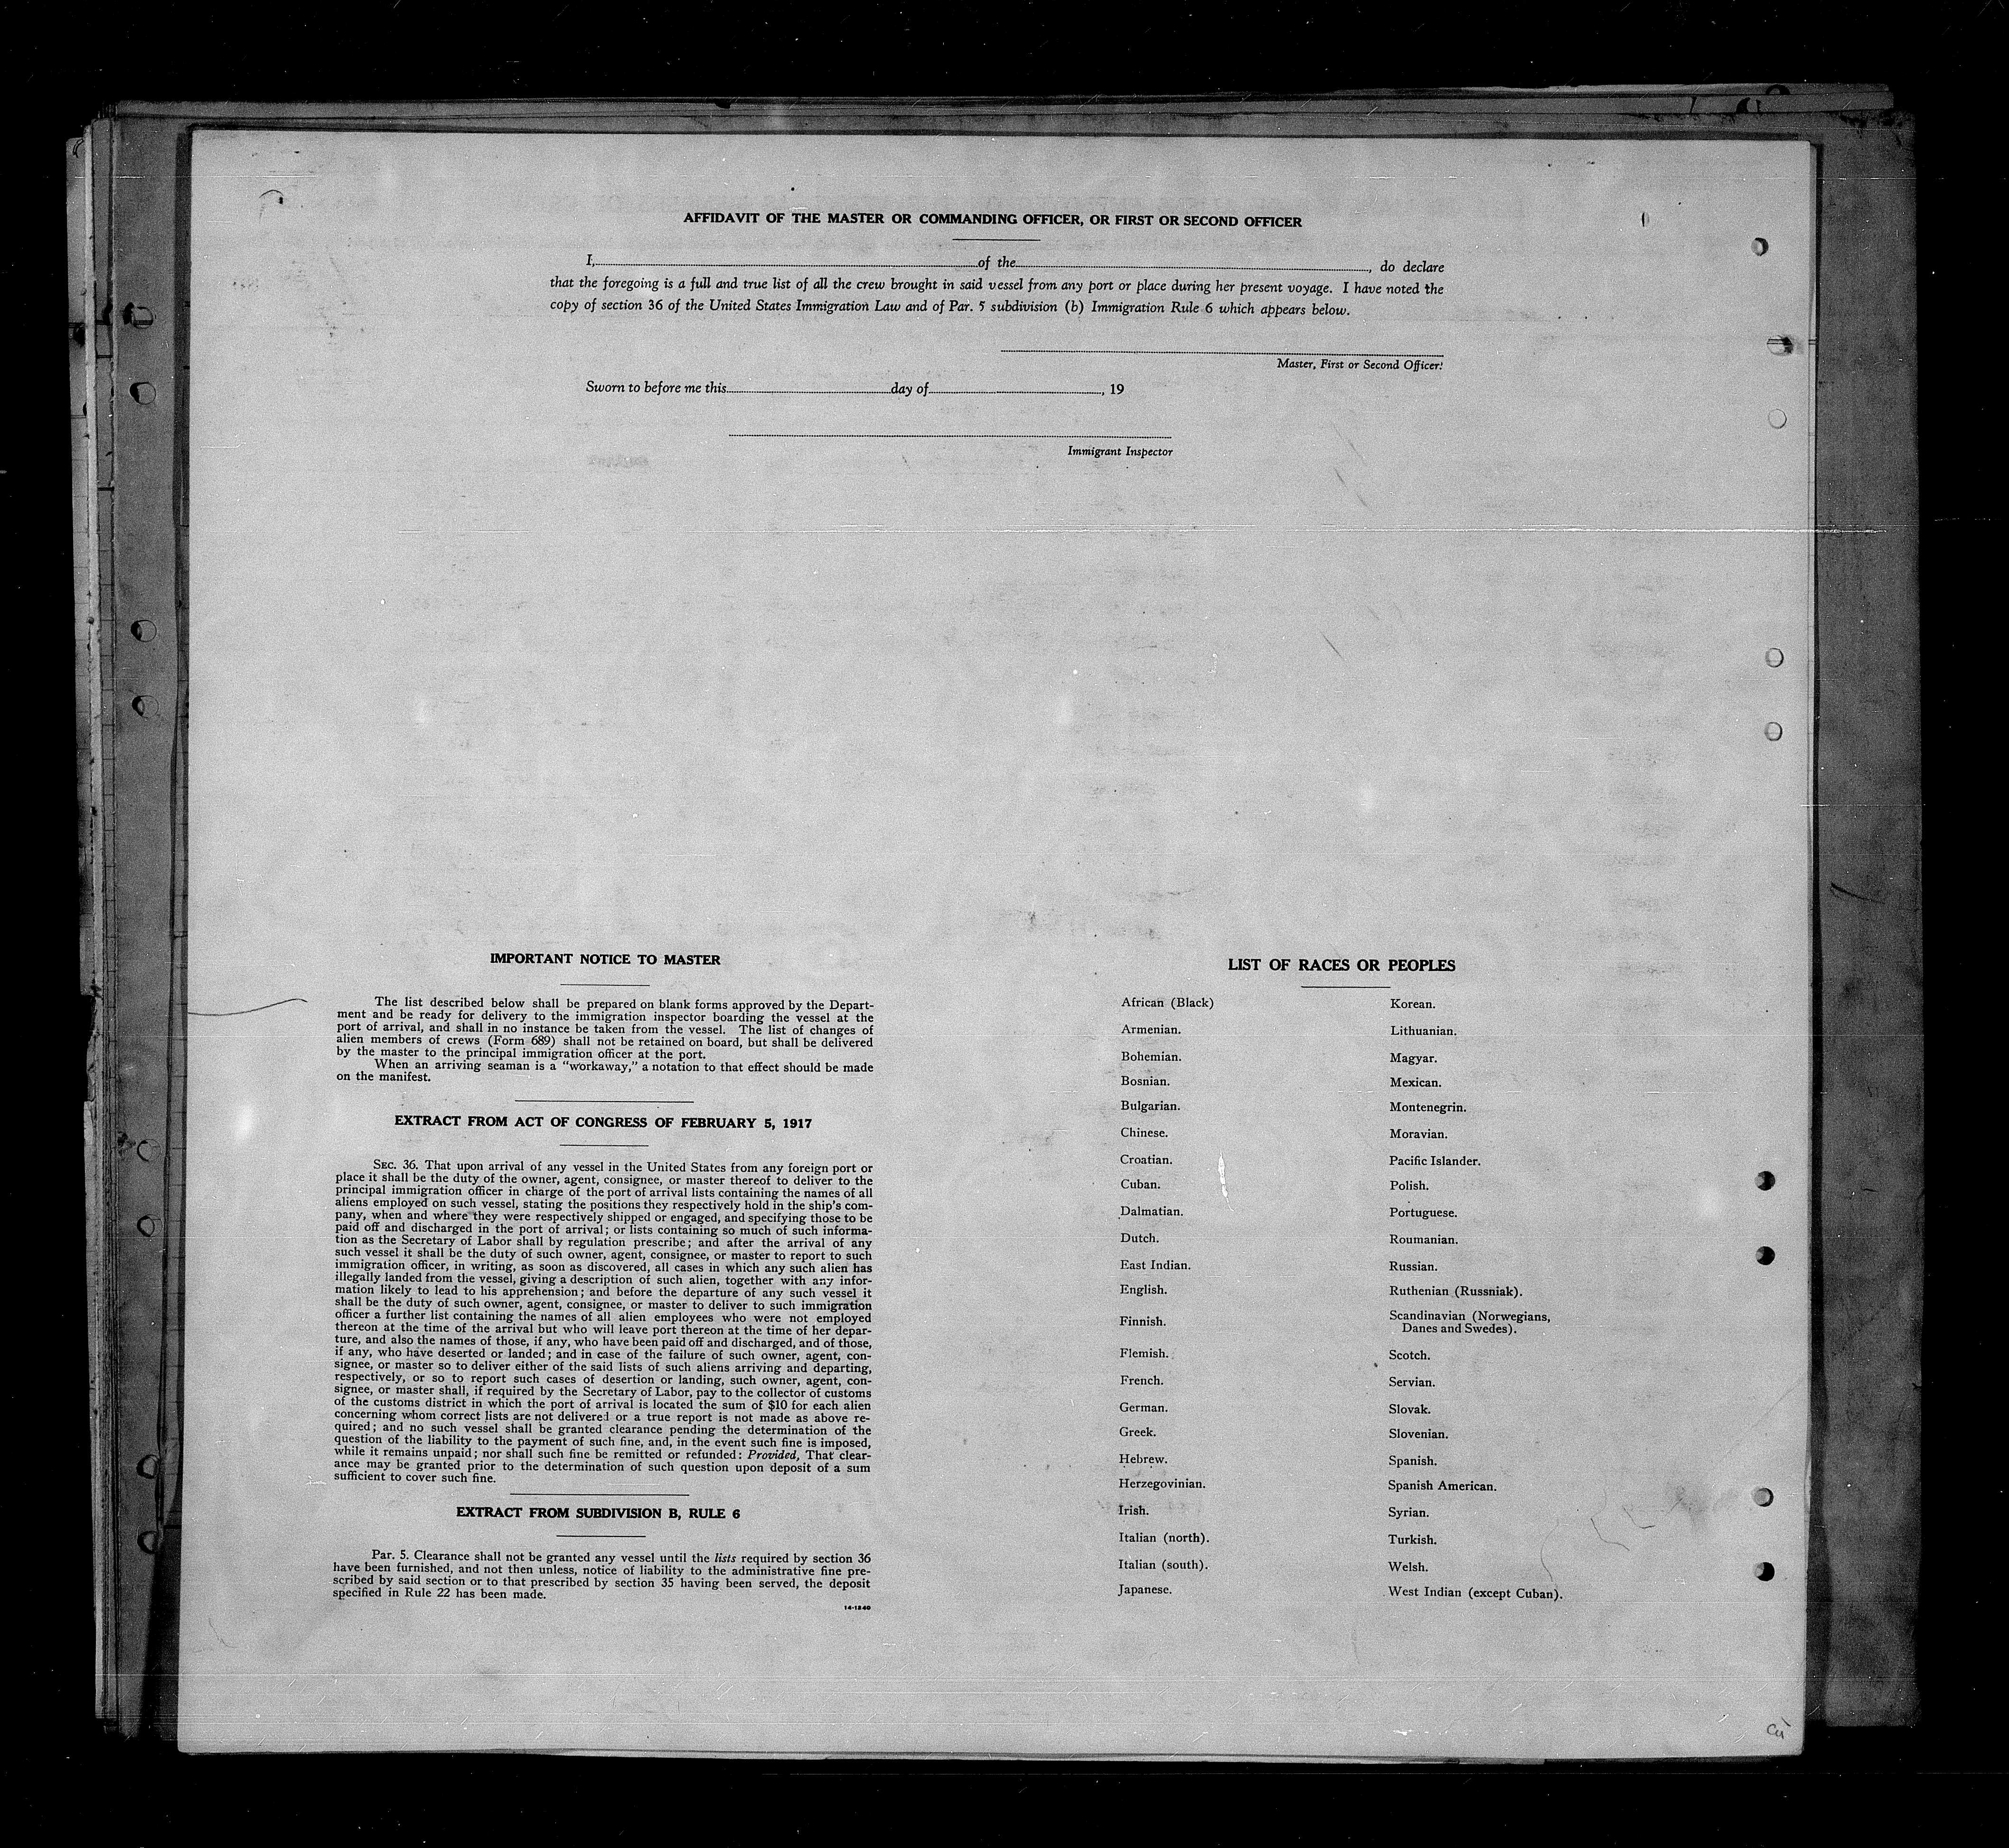 AFFIDAVIT OF THE MASTER OR COMMANDING OFFICER, OR FIRST OR SECOND OFFICER
I, of the , do declare
that the foregoing is a full and true list of all the crew brought in said vessel from any port or place during her present voyage. I have noted the
copy of section 36 of the United States Immigration Law and of Par. 5 subdivision (b) Immigration Rule 6 which appears below.
Master, First or Second Officer.
Sworn to before me this day of , 19
Immigrant Inspector
IMPORTANT NOTICE TO MASTER
The list described below shall be prepared on blank forms approved by the Depart-
ment and be ready for delivery to the immigration inspector boarding the vessel at the
port of arrival, and shall in no instance be taken from the vessel. The list of changes of
alien members of crews (Form 689) shall not be retained on board, but shall be delivered
by the master to the principal immigration officer at the port.
When an arriving seaman is a "workaway," a notation to that effect should be made
on the manifest.
EXTRACT FROM ACT OF CONGRESS OF FEBRUARY 5, 1917
SEC. 36. That upon arrival of any vessel in the United States from any foreign port or
place it shall be the duty of the owner, agent, consignee, or master thereof to deliver to the
principal immigration officer in charge of the port of arrival lists containing the names of all
aliens employed on such vessel, stating the positions they respectively hold in the ship's com-
pany, when and where they were respectively shipped or engaged, and specifying those to be
paid off and discharged in the port of arrival; or lists containing so much of such informa-
tion as the Secretary of Labor shall by regulation prescribe; and after the arrival of any
such vessel it shall be the duty of such owner, agent, consignee, or master to report to such
immigration officer, in writing, as soon as discovered, all cases in which any such alien has
illegally landed from the vessel, giving a description of such alien, together with any infor-
mation likely to lead to his apprehension; and before the departure of any such vessel it
shall be the duty of such owner, agent, consignee, or master to deliver to such immigration
officer a further list containing the names of all alien employees who were not employed
thereon at the time of the arrival but who will leave port thereon at the time of her depar-
ture, and also the names of those, if any, who have been paid off and discharged, and of those,
if any, who have deserted or landed; and in case of the failure of such owner, agent, con-
signee, or master so to deliver either of the said lists of such aliens arriving and departing,
respectively, or so to report such cases of desertion or landing, such owner, agent, con-
signee, or master shall, if required by the Secretary of Labor, pay to the collector of customs
of the customs district in which the port of arrival is located the sum of $10 for each alien
concerning whom correct lists are not delivered or a true report is not made as above re-
quired; and no such vessel shall be granted clearance pending the determination of the
question of the liability to the payment of such fine, and, in the event such fine is imposed,
while it remains unpaid; nor shall such fine be remitted or refunded: Provided, That clear-
ance may be granted prior to the determination of such question upon deposit of a sum
sufficient to cover such fine.
EXTRACT FROM SUBDIVISION B, RULE 6
Par. 5. Clearance shall not be granted any vessel until the lists required by section 36
have been furnished, and not then unless, notice of liability to the administrative fine pre-
scribed by said section or to that prescribed by section 35 having been served, the deposit
specified in Rule 22 has been made.
14-1240
LIST OF RACES OR PEOPLES
African (Black)
Armenian.
Bohemian.
Bosnian.
Bulgarian.
Chinese.
Croatian.
Cuban.
Dalmatian.
Dutch.
East Indian.
English.
Finnish.
Flemish.
French.
German.
Greek.
Hebrew.
Herzegovinian.
Irish.
Italian (north).
Italian (south).
Japanese.
Korean.
Lithuanian.
Magyar.
Mexican.
Montenegrin.
Moravian.
Pacific Islander.
Polish.
Portuguese.
Roumanian.
Russian.
Ruthenian (Russniak).
Scandinavian (Norwegians,
Danes and Swedes).
Scotch.
Servian.
Slovak.
Slovenian.
Spanish.
Spanish American.
Syrian.
Turkish.
Welsh.
West Indian (except Cuban).